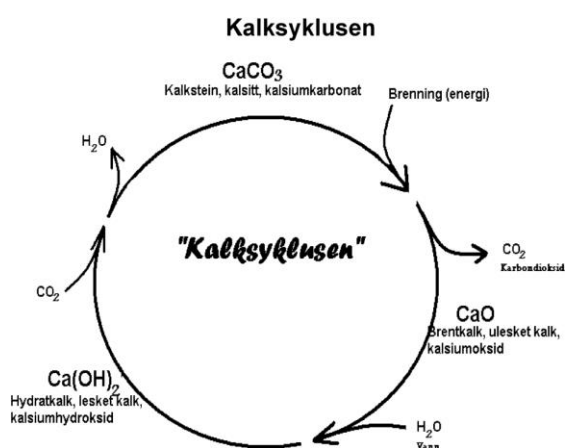 Kalksyklusen
CaCO₃
Kalkstein, kalsitt, kalsiumkarbonat
Brenning (energi)
H₂O
"Kalksyklusen"
CO₂
Karbondioksid
CO₂
CaO
Brentkalk, ulesket kalk,
kalsiumoksid
Ca(OH)₂
Hydratkalk, lesket kalk,
kalsiumhydroksid
H₂O
Vann